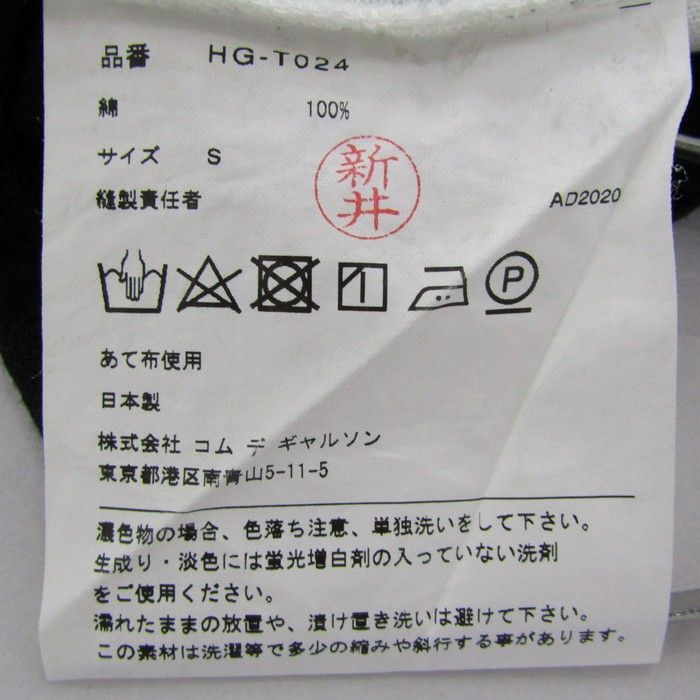 品番 HG-T024
綿 100%
サイズ S
新井
縫製責任者 AD2020
P
あて布使用
日本製
株式会社 コム デ ギャルソン
東京都港区南青山5-11-5
濃色物の場合、色落ち注意、単独洗いをして下さい。
生成り・淡色には蛍光増白剤の入っていない洗剤
をご使用ください。
濡れたままの放置や、漬け置き洗いは避けて下さい。
この素材は洗濯等で多少の縮みや斜行する事があります。